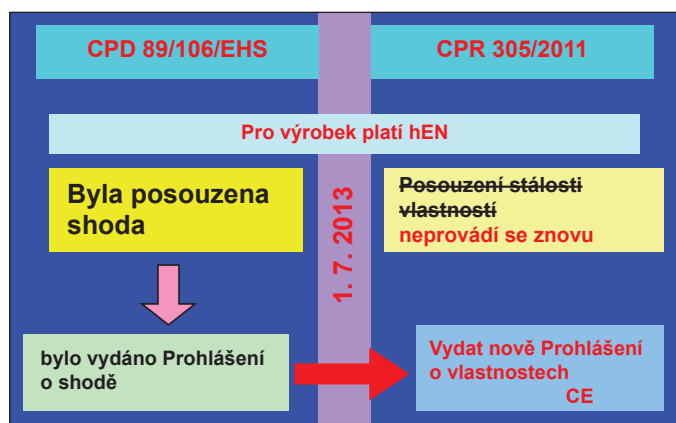 CPD 89/106/EHS
CPR 305/2011
Pro výrobek platí hEN
Byla posouzena
shoda
1. 7. 2013
Posouzení stálosti
vlastností
neprovádí se znovu
bylo vydáno Prohlášení
o shodě
Vydat nově Prohlášení
o vlastnostech
CE